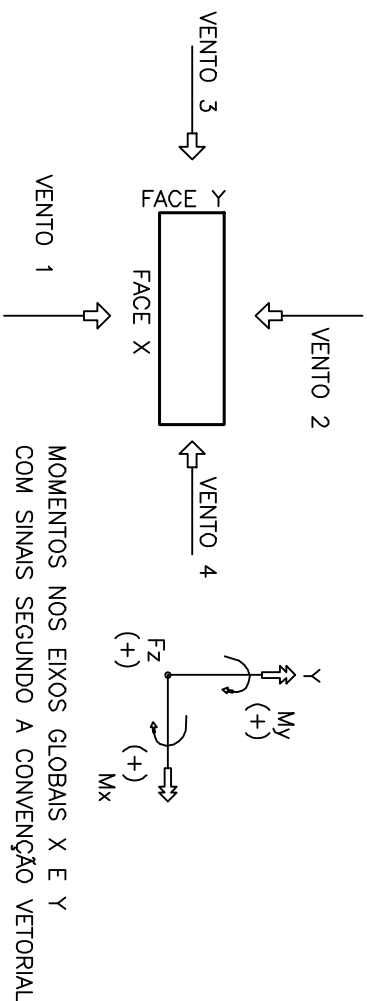 VENTO 3
FACE Y
FACE X
VENTO 1
VENTO 2
VENTO 4
Y
My
(+)
Fz
(+)
(+)
Mx
MOMENTOS NOS EIXOS GLOBAIS X E Y
COM SINAIS SEGUNDO A CONVENÇÃO VETORIAL